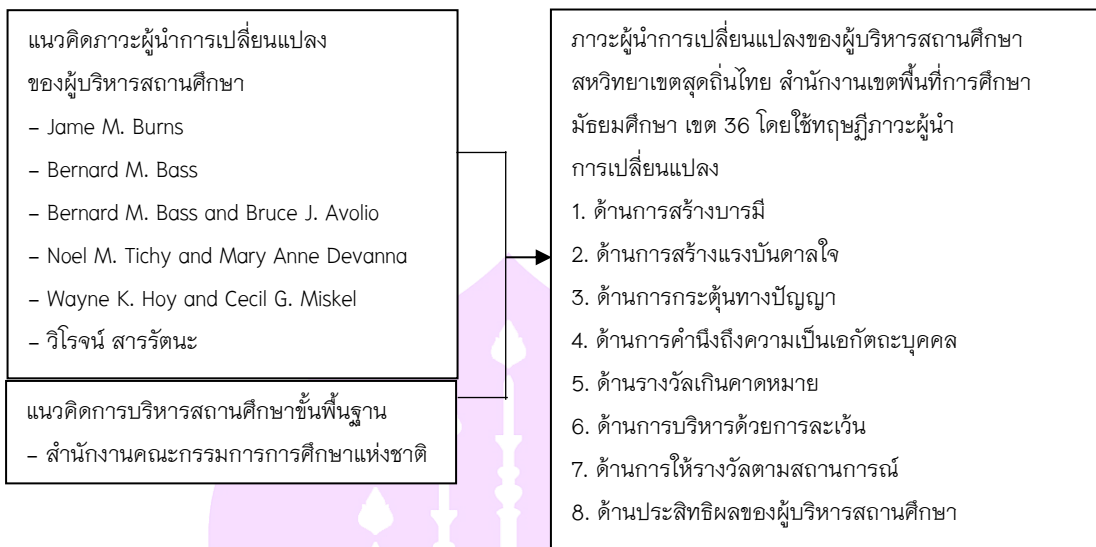 แนวคิดภาวะผู้นำการเปลี่ยนแปลง
ของผู้บริหารสถานศึกษา
– Jame M. Burns
– Bernard M. Bass
– Bernard M. Bass and Bruce J. Avolio
– Noel M. Tichy and Mary Anne Devanna
– Wayne K. Hoy and Cecil G. Miskel
– วิโรจน์ สารรัตนะ
แนวคิดการบริหารสถานศึกษาขั้นพื้นฐาน
– สำนักงานคณะกรรมการการศึกษาแห่งชาติ
ภาวะผู้นำการเปลี่ยนแปลงของผู้บริหารสถานศึกษา
สหวิทยาเขตสุดถิ่นไทย สำนักงานเขตพื้นที่การศึกษา
มัธยมศึกษา เขต 36 โดยใช้ทฤษฎีภาวะผู้นำ
การเปลี่ยนแปลง
1. ด้านการสร้างบารมี
2. ด้านการสร้างแรงบันดาลใจ
3. ด้านการกระตุ้นทางปัญญา
4. ด้านการคำนึงถึงความเป็นเอกัตถะบุคคล
5. ด้านรางวัลเกินคาดหมาย
6. ด้านการบริหารด้วยการละเว้น
7. ด้านการให้รางวัลตามสถานการณ์
8. ด้านประสิทธิผลของผู้บริหารสถานศึกษา